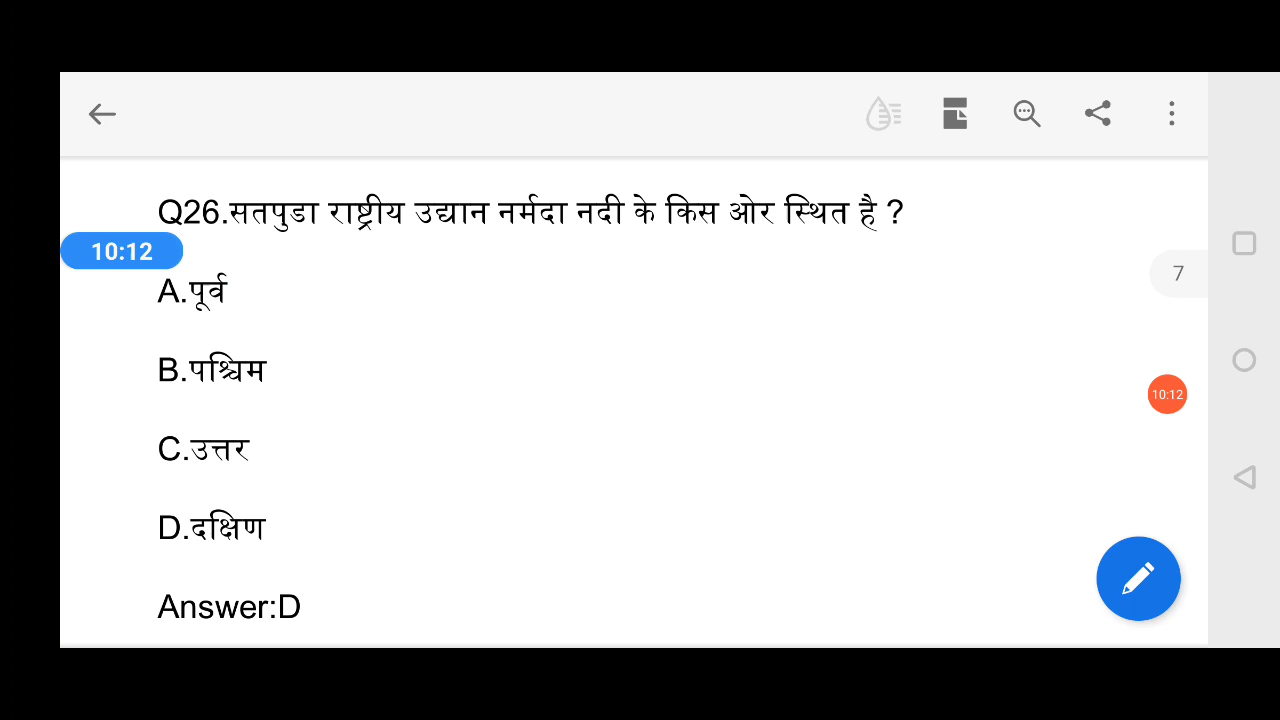 Q26.सतपुडा राष्ट्रीय उद्यान नर्मदा नदी के किस ओर स्थित है ?
10:12
A.पूर्व
7
B.पश्चिम
10:12
C.उत्तर
D.दक्षिण
Answer:D